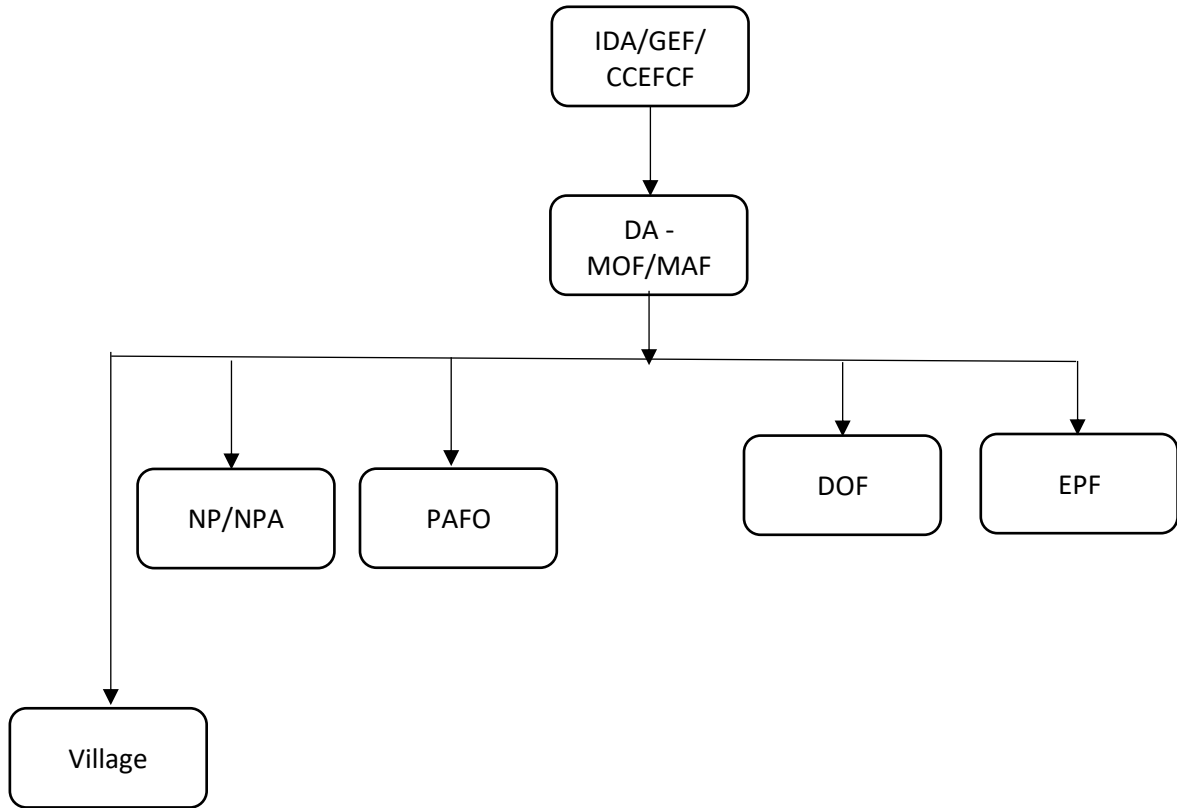 IDA/GEF/
CCEFCF
DA -
MOF/MAF
NP/NPA
PAFO
DOF
EPF
Village